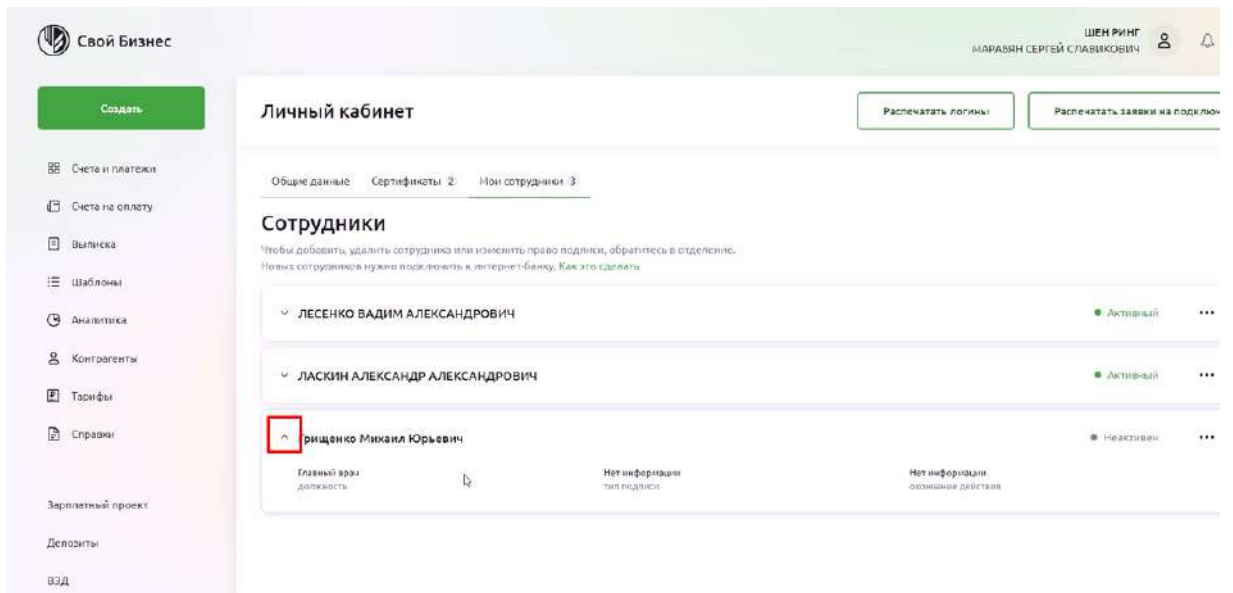 Свой Бизнес
ШЕН РИНГ
МАРАВЯН СЕРГЕЙ СЛАВИКОВИЧ
Создать
Личный кабинет
Распечатать логины
Распечатать заявки на подключ
Счета и платежи
Счета на оплату
Выписка
Шаблоны
Аналитика
Контрагенты
Тарифы
Справки
Зарплатный проект
Депозиты
ВЭД
Общие данные Сертификаты 2 Мои сотрудники 3
Сотрудники
Чтобы добавить, удалить сотрудника или изменить право подписи, обратитесь в отделение.
Новых сотрудников нужно подключить к интернет-банку. Как это сделать
ЛЕСЕНКО ВАДИМ АЛЕКСАНДРОВИЧ
Активный
ЛАСКИН АЛЕКСАНДР АЛЕКСАНДРОВИЧ
Активный
Грищенко Михаил Юрьевич
Неактивен
Главный врач Нет информации Нет информации
должность тип подписи окончание действия